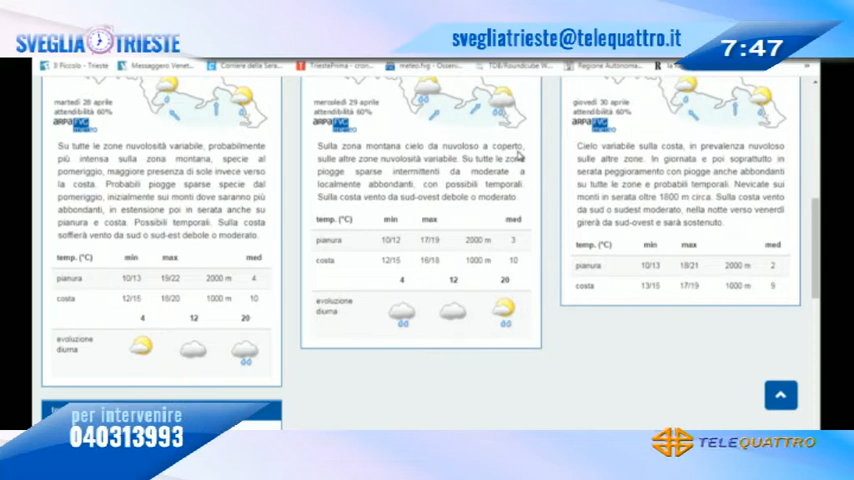 SVEGLIA TRIESTE
svegliatrieste@telequattro.it
7:47
Il Piccolo - Trieste
Messaggero Venet...
Corriere della Sera...
TriestePrima - cron...
meteo.fvg - Osserv...
TDB/Roundcube W...
Regione Autonoma...
martedì 28 aprile
attendibilità 60%
ARPA FVG
Su tutte le zone nuvolosità variabile, probabilmente
più intensa sulla zona montana, specie al
pomeriggio, maggiore presenza di sole invece verso
la costa. Probabili piogge sparse specie dal
pomeriggio, inizialmente sui monti dove saranno più
abbondanti, in estensione poi in serata anche su
pianura e costa. Possibili temporali. Sulla costa
soffierà vento da sud o sud-est debole o moderato.
temp. (°C) min max med
pianura 10/13 19/22 2000 m 4
costa 12/15 18/20 1000 m 10
4 12 20
evoluzione
diurna
mercoledì 29 aprile
attendibilità 60%
ARPA FVG
Sulla zona montana cielo da nuvoloso a coperto,
sulle altre zone nuvolosità variabile. Su tutte le zone
piogge sparse intermittenti da moderate a
localmente abbondanti, con possibili temporali.
Sulla costa vento da sud-ovest debole o moderato
temp. (°C) min max med
pianura 10/12 17/19 2000 m 3
costa 12/15 16/18 1000 m 10
4 12 20
evoluzione
diurna
giovedì 30 aprile
attendibilità 60%
ARPA FVG
Cielo variabile sulla costa, in prevalenza nuvoloso
sulle altre zone. In giornata e poi soprattutto in
serata peggioramento con piogge anche abbondanti
su tutte le zone e probabili temporali. Nevicate sui
monti in serata oltre 1800 m circa. Sulla costa vento
da sud o sudest moderato, nella notte verso venerdì
girerà da sud-ovest e sarà sostenuto.
temp. (°C) min max med
pianura 10/13 18/21 2000 m 2
costa 13/15 17/19 1000 m 9
per intervenire
040313993
TELEQUATTRO